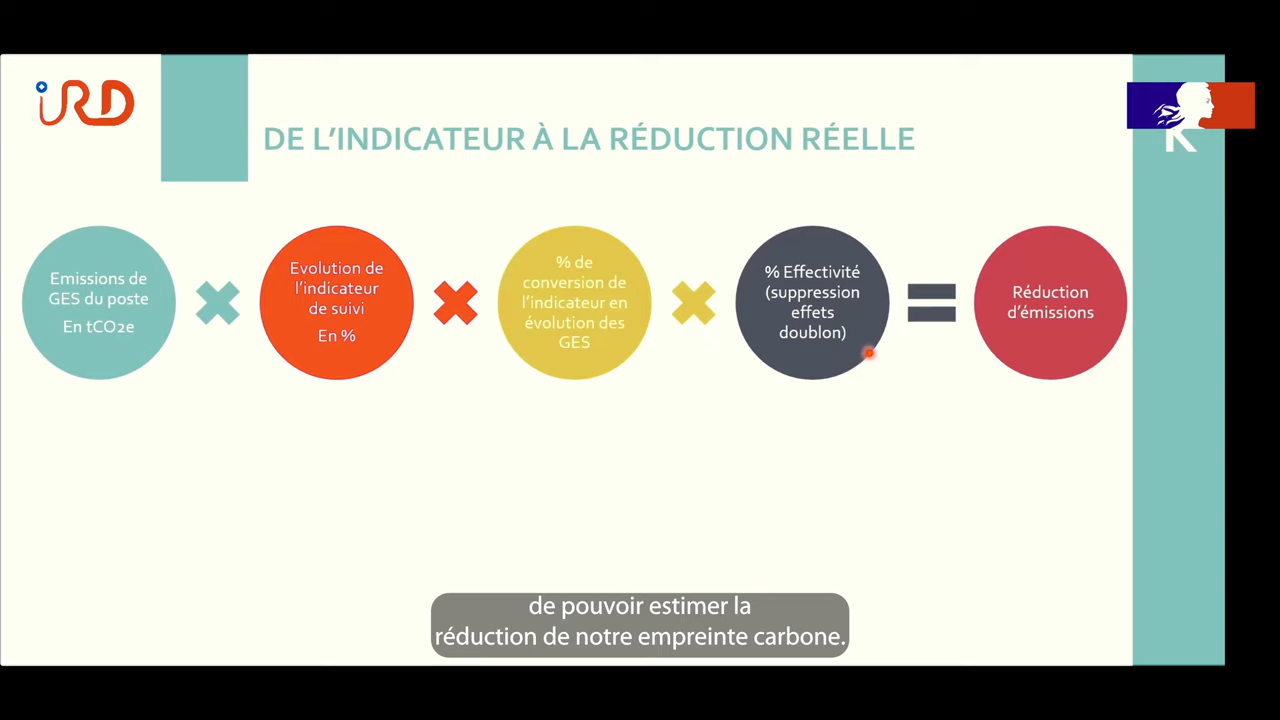 iRD
DE L'INDICATEUR À LA RÉDUCTION RÉELLE
R
Emissions de
GES du poste
En tCO2e
Evolution de
l'indicateur
de suivi
En %
% de
conversion de
l'indicateur en
évolution des
GES
% Effectivité
(suppression
effets
doublon)
Réduction
d'émissions
de pouvoir estimer la
réduction de notre empreinte carbone.